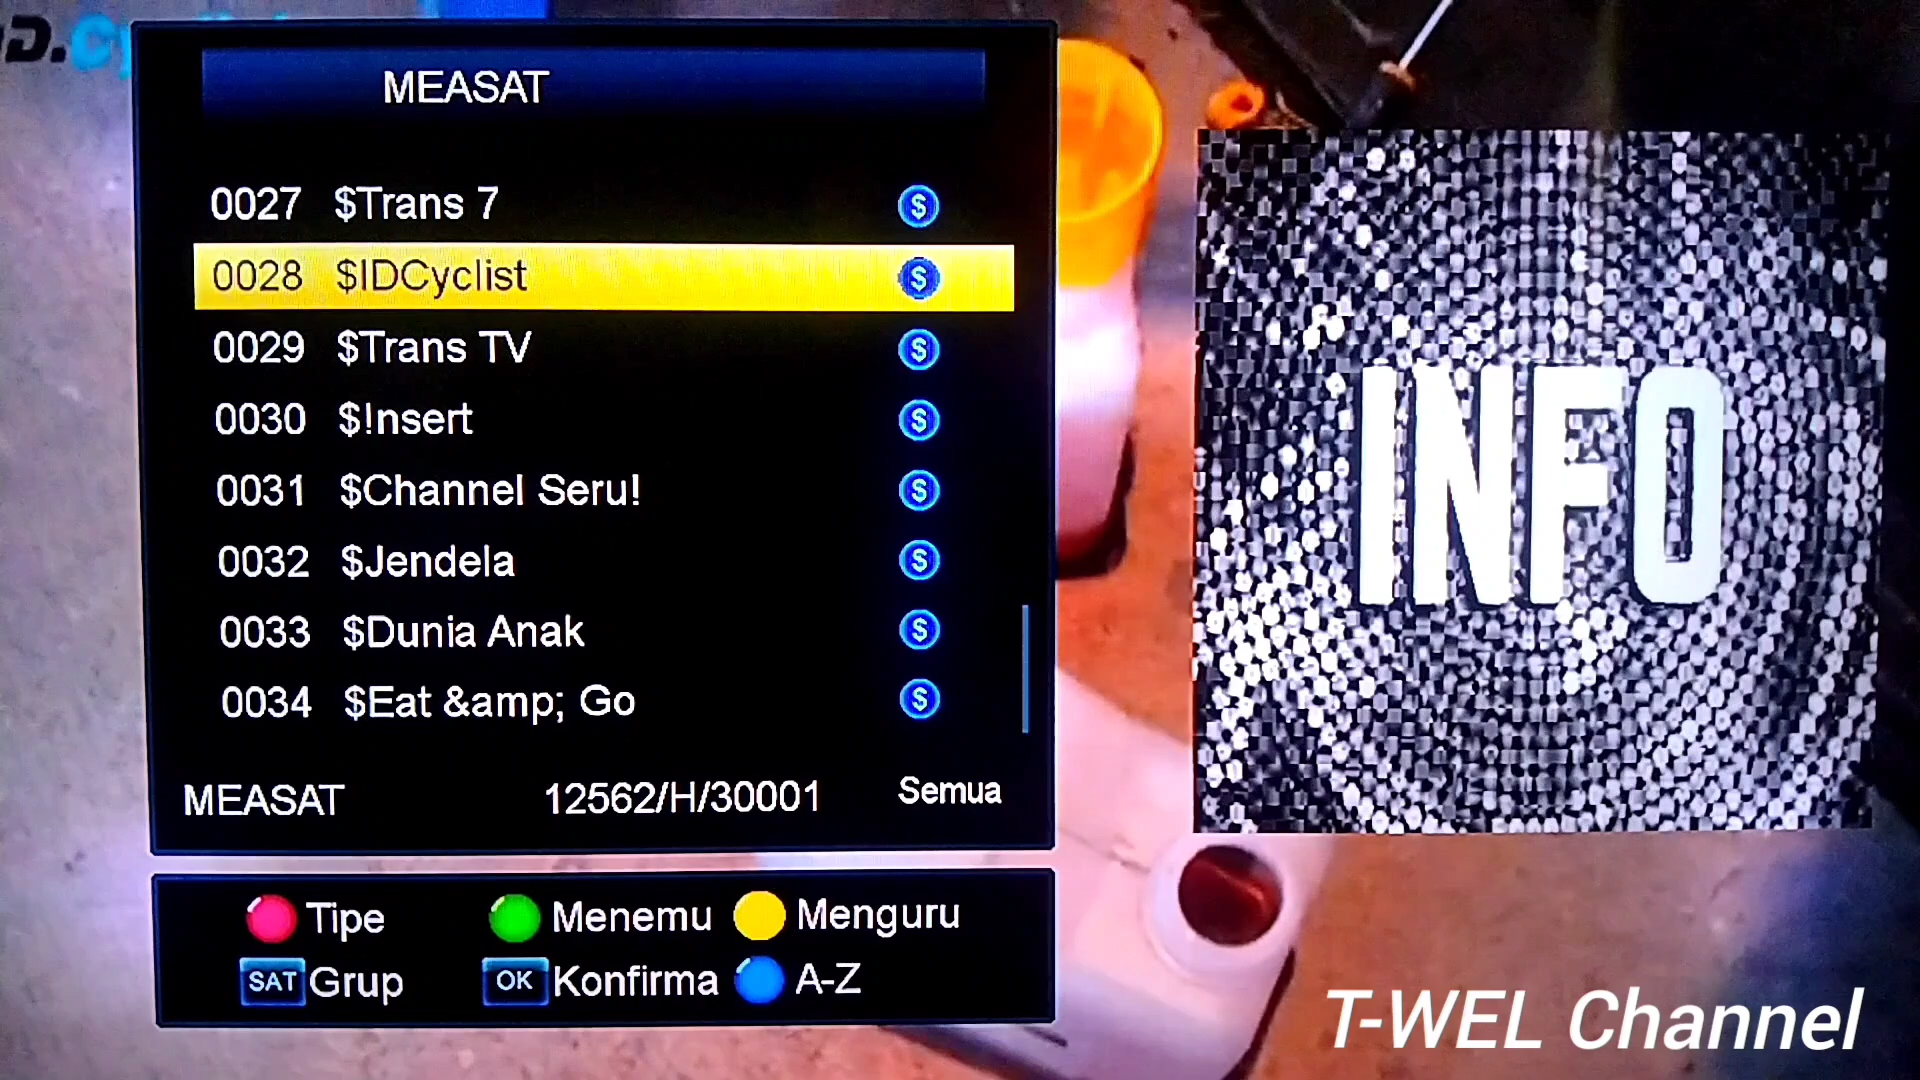 MEASAT
0027 $Trans 7 $
0028 $IDCyclist $
0029 $Trans TV $
0030 $!nsert $
0031 $Channel Seru! $
0032 $Jendela $
0033 $Dunia Anak $
0034 $Eat &amp; Go $
MEASAT 12562/H/30001 Semua
Tipe Menemu Menguru
SAT Grup OK Konfirma A-Z
INFO
T-WEL Channel